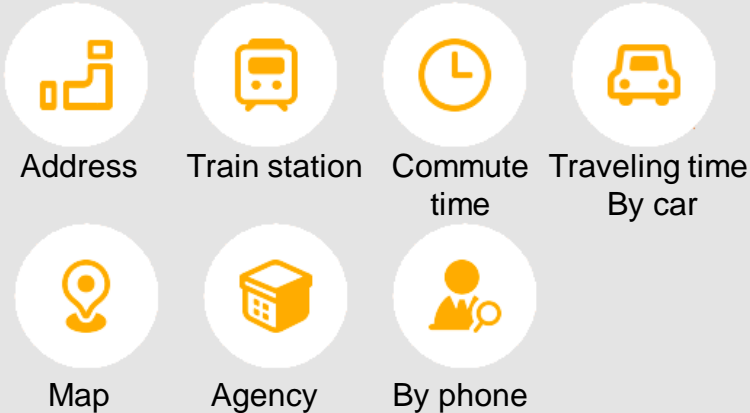 Address
Train station
Commute
time
Traveling time
By car
Map
Agency
By phone